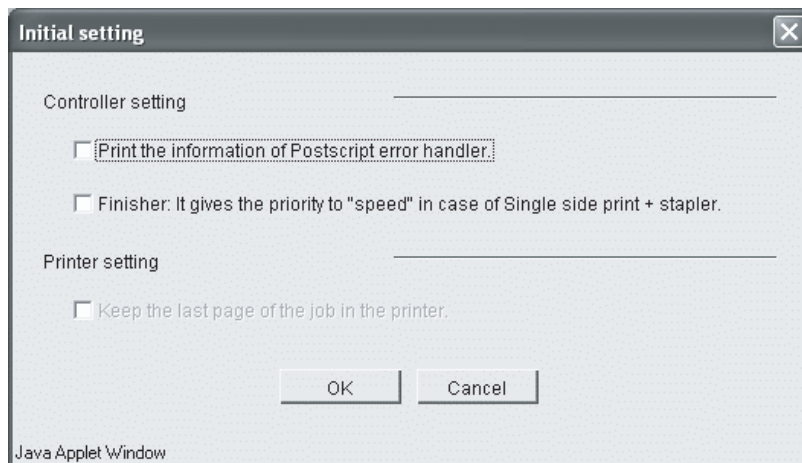 Initial setting
Controller setting
Print the information of Postscript error handler.
Finisher: It gives the priority to "speed" in case of Single side print + stapler.
Printer setting
Keep the last page of the job in the printer.
OK Cancel
Java Applet Window